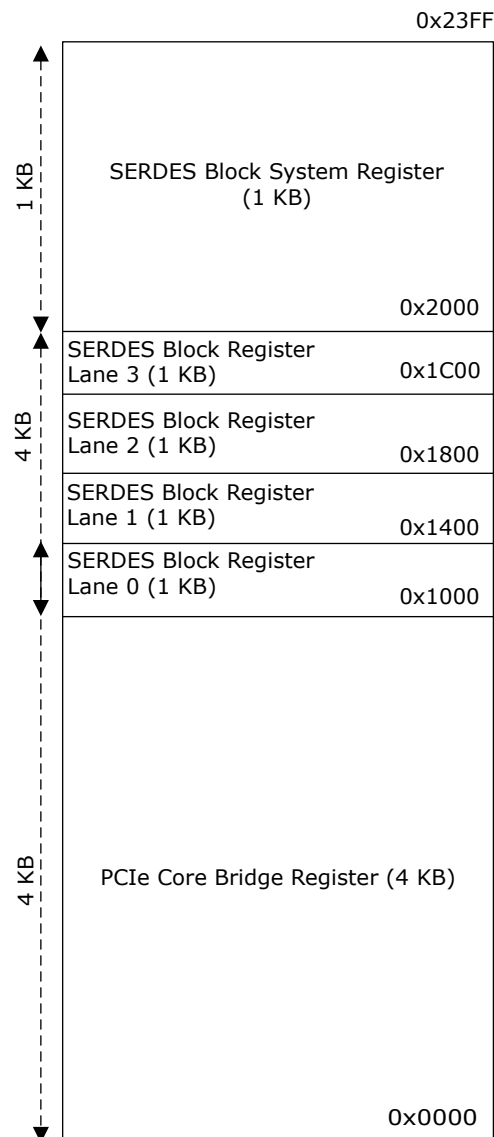 0x23FF
1 KB
SERDES Block System Register
(1 KB)
0x2000
4 KB
SERDES Block Register
Lane 3 (1 KB)
0x1C00
SERDES Block Register
Lane 2 (1 KB)
0x1800
SERDES Block Register
Lane 1 (1 KB)
0x1400
SERDES Block Register
Lane 0 (1 KB)
0x1000
4 KB
PCIe Core Bridge Register (4 KB)
0x0000